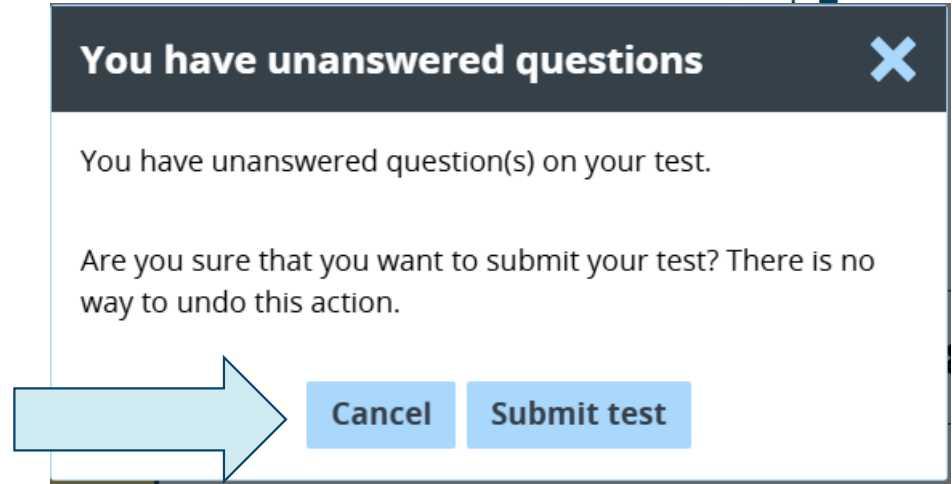 You have unanswered questions
You have unanswered question(s) on your test.
Are you sure that you want to submit your test? There is no
way to undo this action.
Cancel Submit test